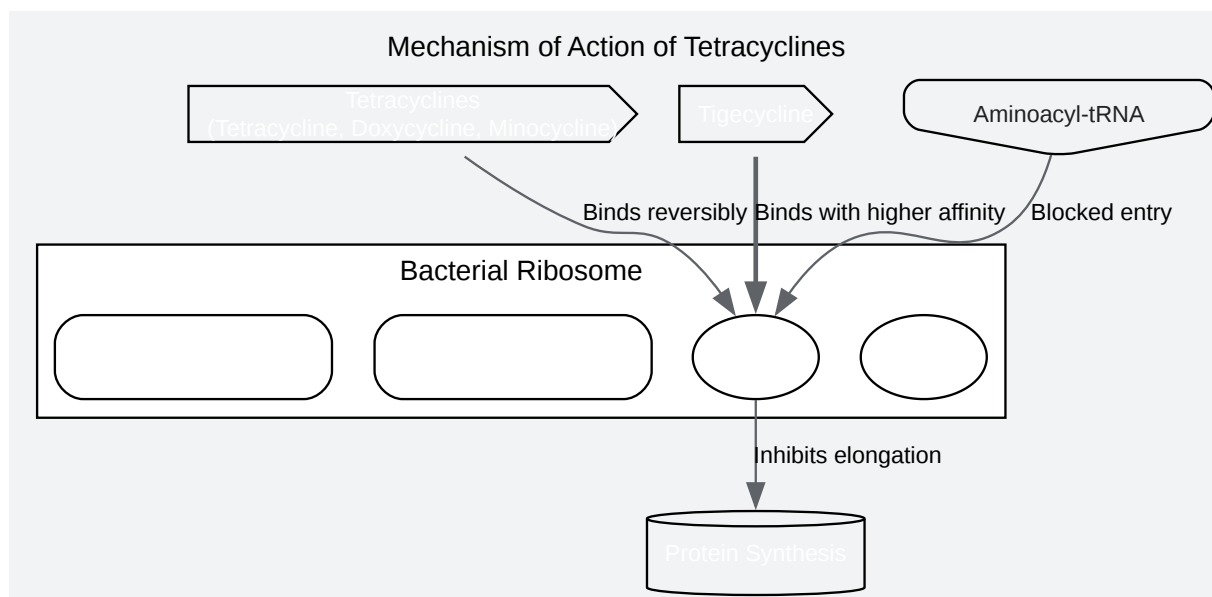 Mechanism of Action of Tetracyclines
Tetracyclines
(Tetracycline, Doxycycline, Minocycline)
Tigecycline
Aminoacyl-tRNA
Binds reversibly
Binds with higher affinity
Blocked entry
Bacterial Ribosome
Inhibits elongation
Protein Synthesis